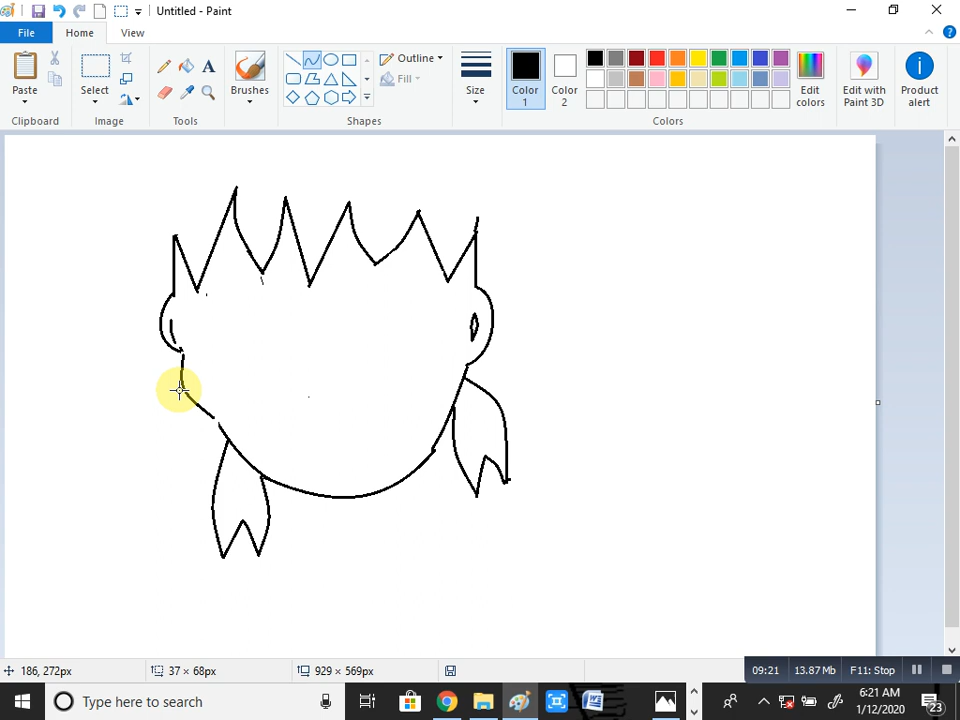 Untitled - Paint
File
Home
View
Paste
Select
Brushes
Outline
Fill
Size
Color
1
Color
2
Edit
colors
Edit with
Paint 3D
Product
alert
Clipboard
Image
Tools
Shapes
Colors
186, 272px
37 × 68px
929 × 569px
09:21
13.87 Mb
F11: Stop
Type here to search
6:21 AM
1/12/2020
23